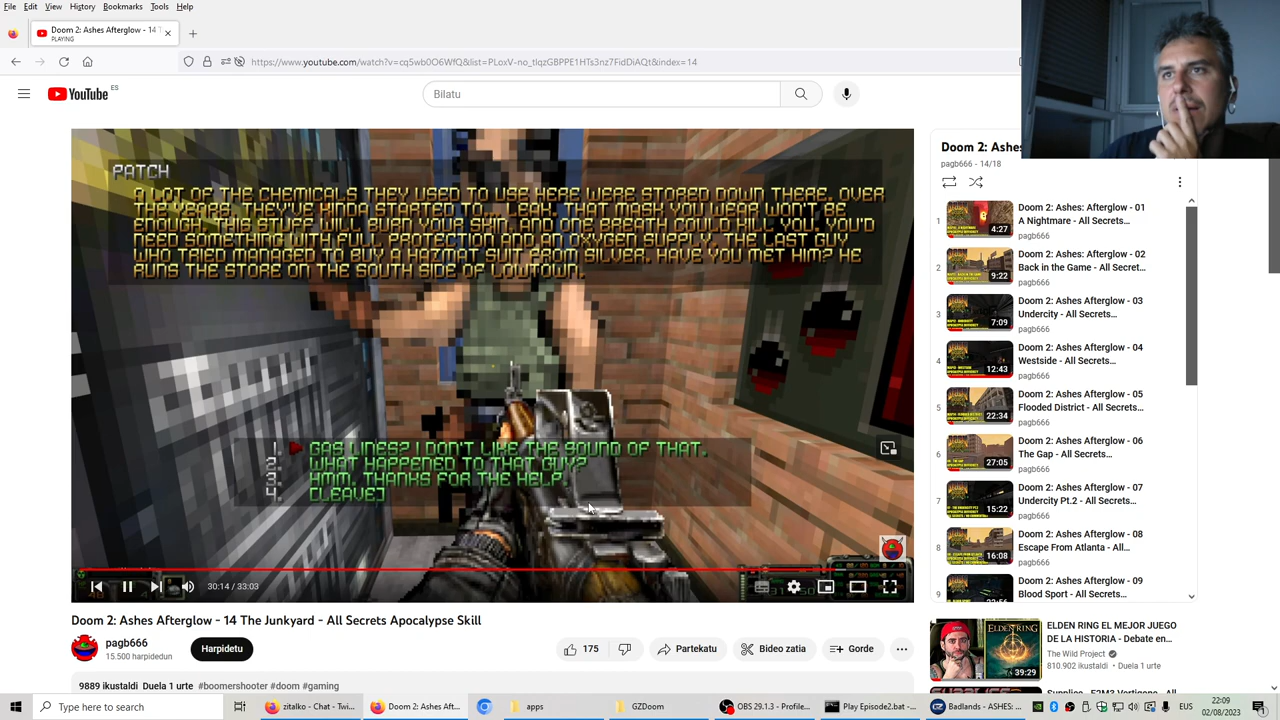 File Edit View History Bookmarks Tools Help
Doom 2: Ashes Afterglow - 14 T
PLAYING
https://www.youtube.com/watch?v=cq5wb0O6WfQ&list=PLoxV-no_tlqzGBPPE1HTs3nz7FidDiAQt&index=14
YouTube ES
Bilatu
PATCH
A LOT OF THE CHEMICALS THEY USED TO USE HERE WERE STORED DOWN THERE. OVER
THE YEARS, THEY'VE KINDA STARTED TO... LEAK. THAT MASK YOU WEAR WON'T BE
ENOUGH. THIS STUFF WILL BURN YOUR SKIN, AND ONE BREATH COULD KILL YOU. YOU'D
NEED SOMETHING WITH FULL PROTECTION AND AN OXYGEN SUPPLY. THE LAST GUY
WHO TRIED MANAGED TO BUY A HAZMAT SUIT FROM SILVER. HAVE YOU MET HIM? HE
RUNS THE STORE ON THE SOUTH SIDE OF LOWTOWN.
1. GAS LINES? I DON'T LIKE THE SOUND OF THAT.
2. WHAT HAPPENED TO THAT GUY?
3. HMM. THANKS FOR THE HELP.
4. [LEAVE]
30:14 / 33:03
Doom 2: Ashes Afterglow - 14 The Junkyard - All Secrets Apocalypse Skill
pagb666
15.500 harpidedun
Harpidetu
175
Partekatu
Bideo zatia
Gorde
9889 ikustaldi Duela 1 urte #boomershooter #doom #gaming
Doom 2: Ashes
pagb666 - 14/18
1
4:27
Doom 2: Ashes: Afterglow - 01
A Nightmare - All Secrets...
pagb666
2
9:22
Doom 2: Ashes: Afterglow - 02
Back in the Game - All Secret...
pagb666
3
7:09
Doom 2: Ashes Afterglow - 03
Undercity - All Secrets...
pagb666
4
12:43
Doom 2: Ashes Afterglow - 04
Westside - All Secrets...
pagb666
5
22:34
Doom 2: Ashes Afterglow - 05
Flooded District - All Secrets...
pagb666
6
27:05
Doom 2: Ashes Afterglow - 06
The Gap - All Secrets...
pagb666
7
15:22
Doom 2: Ashes Afterglow - 07
Undercity Pt.2 - All Secrets...
pagb666
8
16:08
Doom 2: Ashes Afterglow - 08
Escape From Atlanta - All...
pagb666
9
Doom 2: Ashes Afterglow - 09
Blood Sport - All Secrets...
ELDEN RING
39:29
ELDEN RING EL MEJOR JUEGO
DE LA HISTORIA - Debate en...
The Wild Project
810.902 ikustaldi • Duela 1 urte
Supplice - E2M3 Vertigone - All
Type here to search
zitalko - Chat - Twi...
Doom 2: Ashes Aft...
apps
GZDoom
OBS 29.1.3 - Profile...
Play Episode2.bat -...
Badlands - ASHES: ...
EUS
22:09
02/08/2023